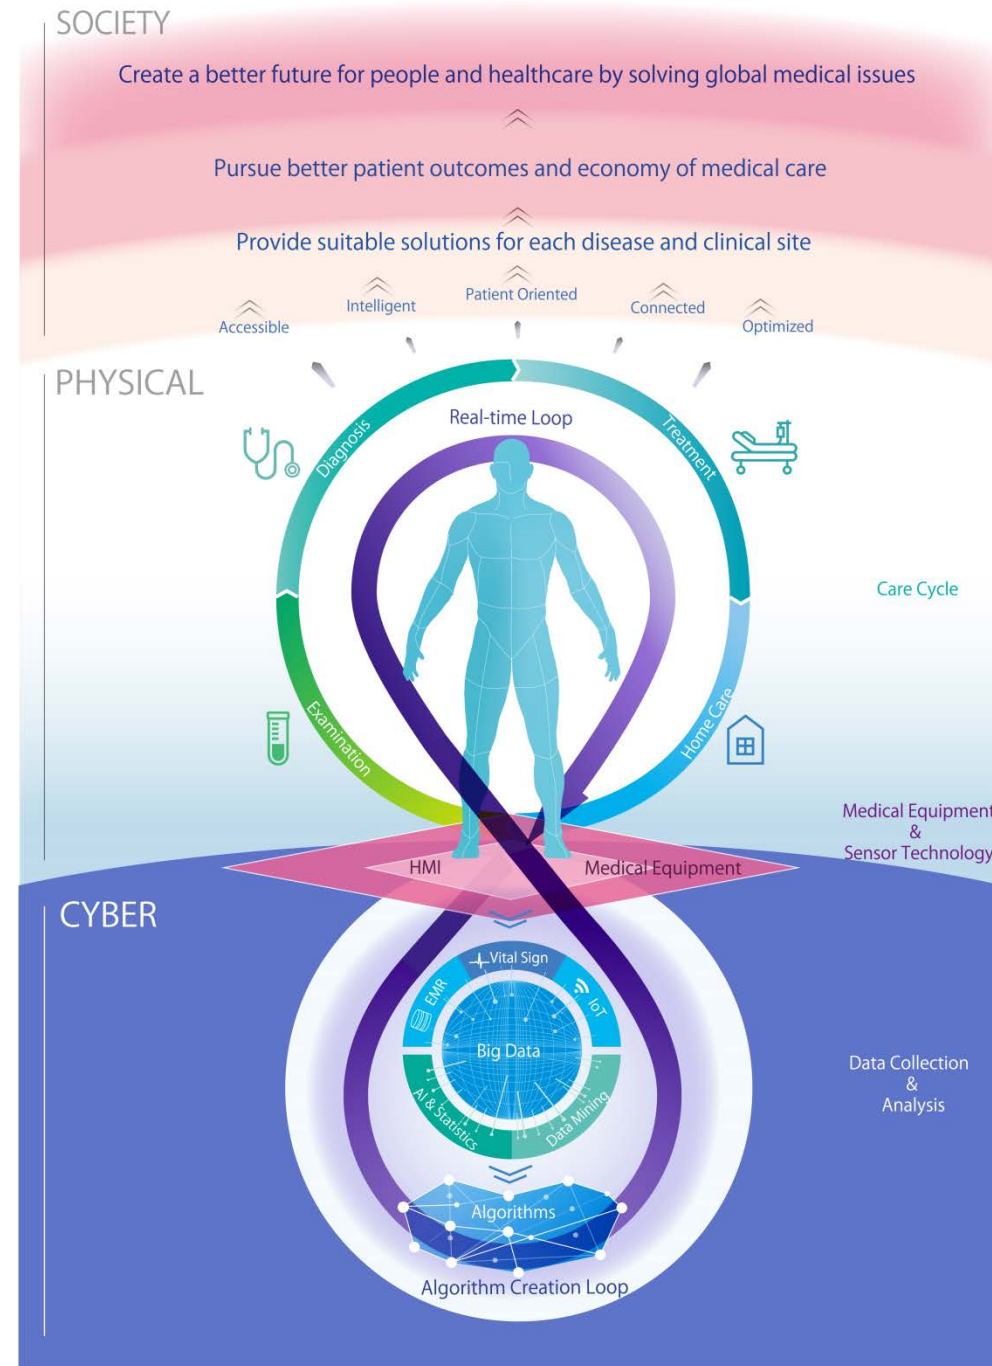 SOCIETY
Create a better future for people and healthcare by solving global medical issues
Pursue better patient outcomes and economy of medical care
Provide suitable solutions for each disease and clinical site
Accessible
Intelligent
Patient Oriented
Connected
Optimized
PHYSICAL
Real-time Loop
Diagnosis
Treatment
Care Cycle
Examination
Home Care
Medical Equipment
&
Sensor Technology
HMI
Medical Equipment
CYBER
Vital Sign
EMR
IoT
Big Data
AI & Statistics
Data Mining
Data Collection
&
Analysis
Algorithms
Algorithm Creation Loop